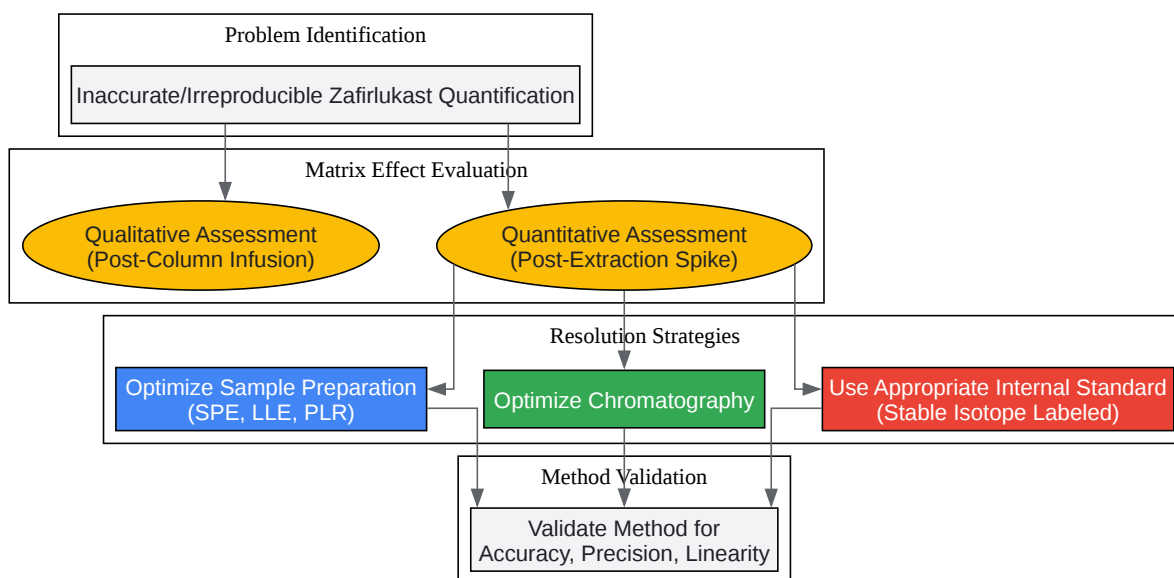 Problem Identification
Inaccurate/Irreproducible Zafirlukast Quantification
Matrix Effect Evaluation
Qualitative Assessment
(Post-Column Infusion)
Quantitative Assessment
(Post-Extraction Spike)
Resolution Strategies
Optimize Sample Preparation
(SPE, LLE, PLR)
Optimize Chromatography
Use Appropriate Internal Standard
(Stable Isotope Labeled)
Method Validation
Validate Method for
Accuracy, Precision, Linearity